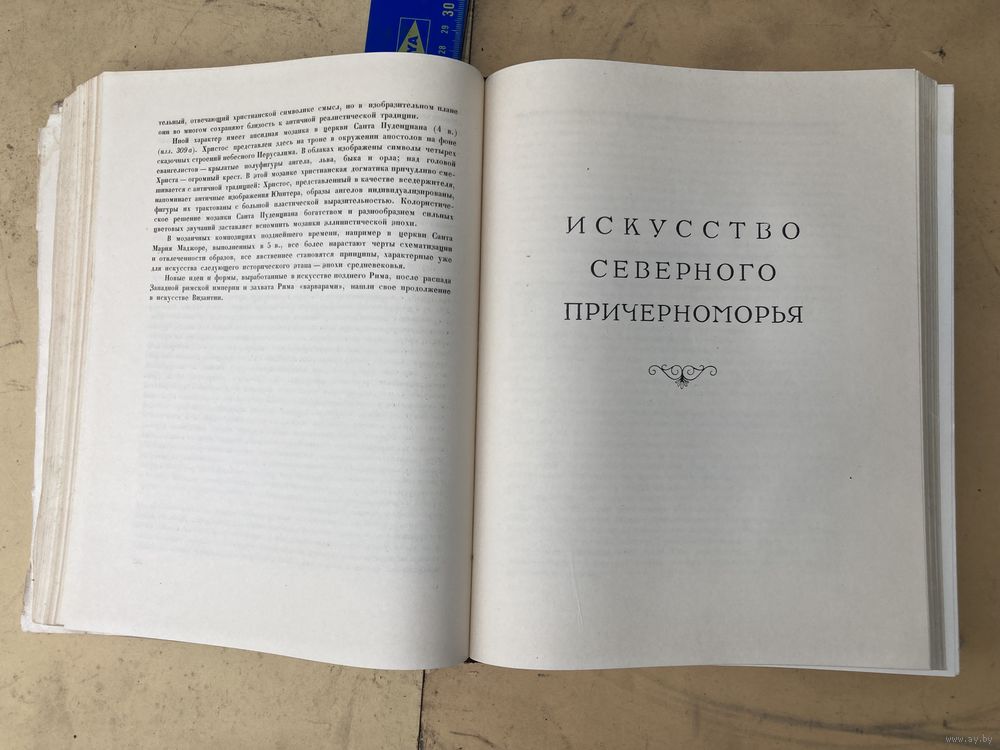 28 29 30
YA
тельный, отвечающий христианской символике смысл, но в изобразительном плане
они во многом сохраняют близость к античной реалистической традиции.
Иной характер имеет апсидная мозаика в церкви Санта Пуденциана (4 в.)
(илл. 309а). Христос представлен здесь на троне в окружении апостолов на фоне
сказочных строений небесного Иерусалима. В облаках изображены символы четырех
евангелистов — крылатые полуфигуры ангела, льва, быка и орла; над головой
Христа — огромный крест. В этой мозаике христианская догматика причудливо сме-
шивается с античной традицией: Христос, представленный в качестве вседержителя,
напоминает античные изображения Юпитера, образы ангелов индивидуализированы,
фигуры их трактованы с большой пластической выразительностью. Колористиче-
ское решение мозаики Санта Пуденциана богатством и разнообразием сильных
цветовых звучаний заставляет вспомнить мозаики эллинистической эпохи.
В мозаичных композициях позднейшего времени, например в церкви Санта
Мария Маджоре, выполненных в 5 в., все более нарастают черты схематизации
и отвлеченности образов, все явственнее становятся принципы, характерные уже
для искусства следующего исторического этапа — эпохи средневековья.
Новые идеи и формы, выработанные в искусстве позднего Рима, после распада
Западной римской империи и захвата Рима «варварами», нашли свое продолжение
в искусстве Византии.
ИСКУССТВО
СЕВЕРНОГО
ПРИЧЕРНОМОРЬЯ
www.ay.by